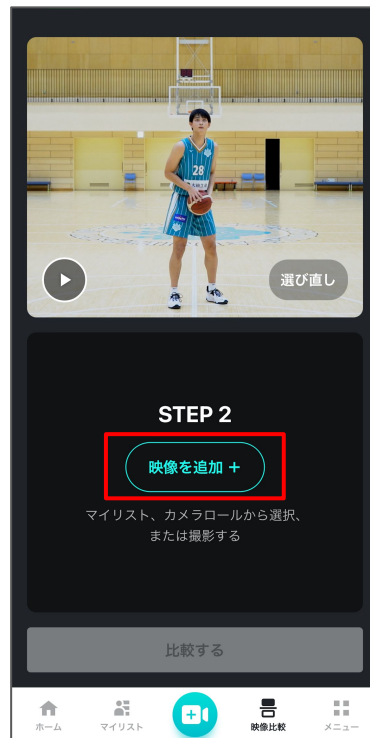 28
選び直し
STEP 2
映像を追加 +
マイリスト、カメラロールから選択、
または撮影する
比較する
ホーム
マイリスト
映像比較
メニュー